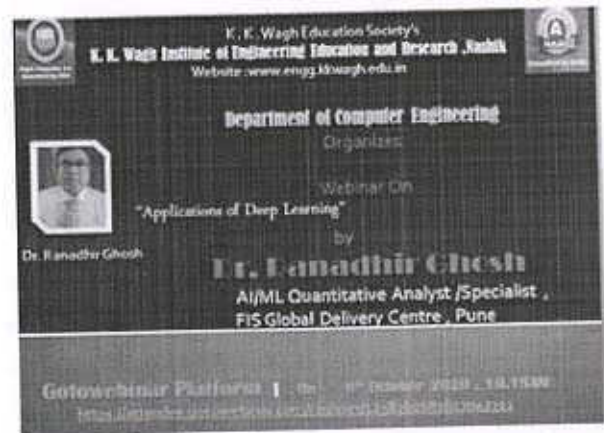 K. K. Wagh Education Society's
K. K. Wagh Institute of Engineering Education and Research ,Nashik
Website :www.engg.kkwagh.edu.in
Department of Computer Engineering
Organizes
Webinar On
"Applications of Deep Learning"
by
Dr. Ranadhir Ghosh
Dr. Ranadhir Ghosh
AI/ML Quantitative Analyst /Specialist ,
FIS Global Delivery Centre , Pune
Gotowebinar Platform |